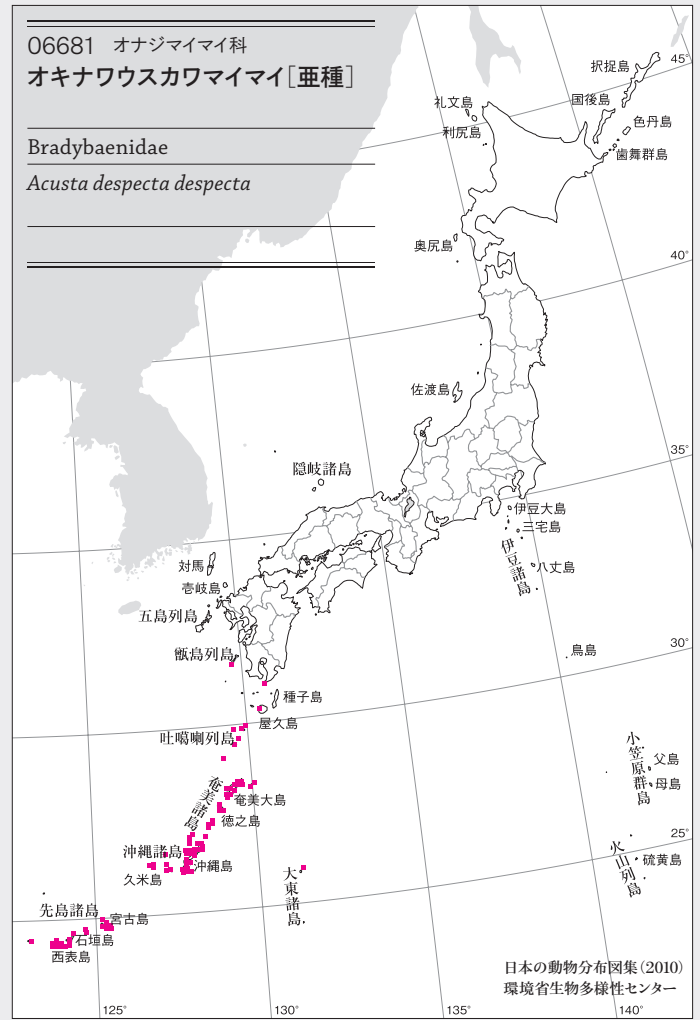 06681 オナジマイマイ科
オキナワウスカワマイマイ［亜種］
Bradybaenidae
Acusta despecta despecta
45°
択捉島
礼文島
国後島
利尻島
色丹島
歯舞群島
奥尻島
40°
佐渡島
35°
隠岐諸島
伊豆大島
三宅島
伊豆諸島
八丈島
対馬
壱岐島
五島列島
甑島列島
鳥島
30°
種子島
屋久島
吐噶喇列島
小笠原群島
父島
母島
奄美諸島
奄美大島
徳之島
25°
沖縄諸島
沖縄島
久米島
大東諸島
火山列島
硫黄島
先島諸島
宮古島
石垣島
西表島
日本の動物分布図集（2010）
環境省生物多様性センター
125°
130°
135°
140°